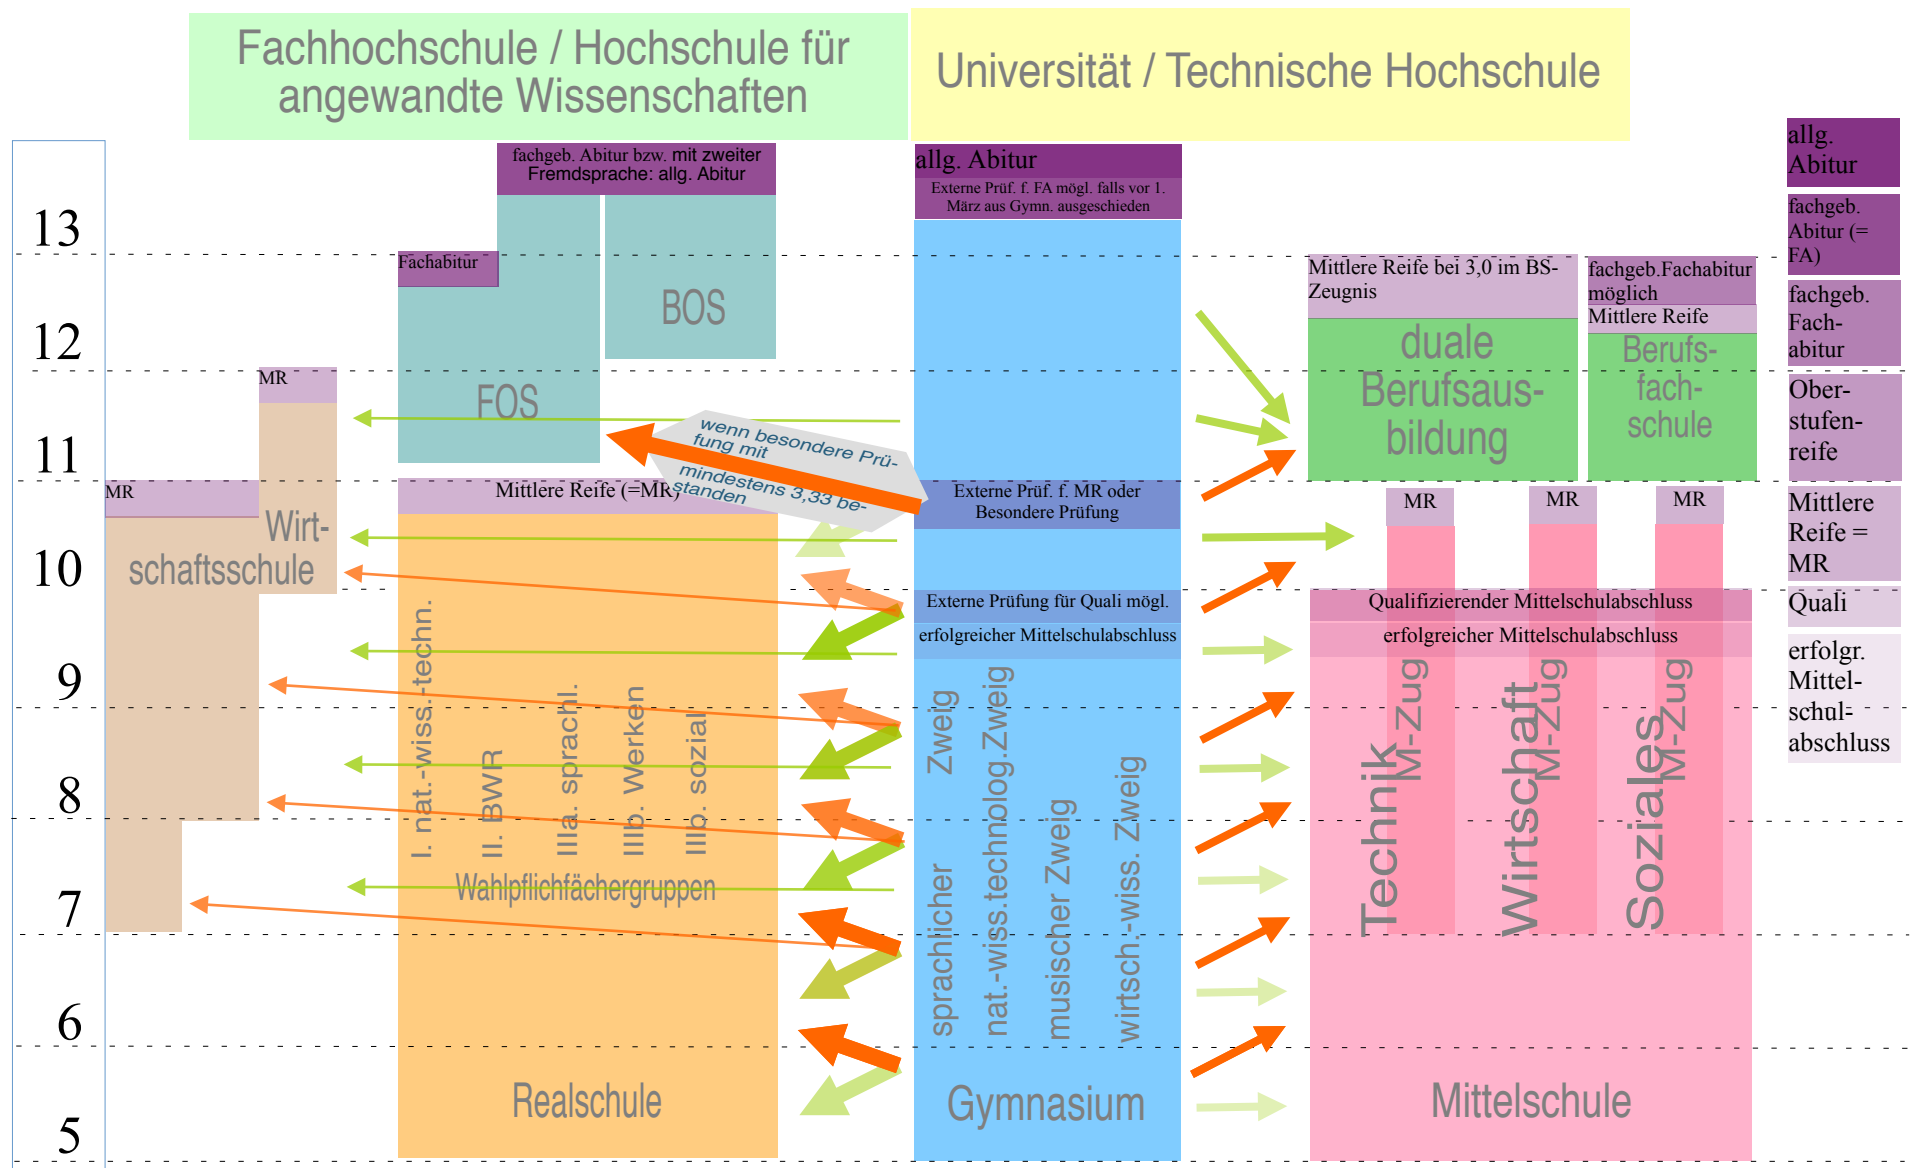 Fachhochschule / Hochschule für
angewandte Wissenschaften
Universität / Technische Hochschule
13
12
11
10
9
8
7
6
5
MR
MR
Wirt-
schaftsschule
fachgeb. Abitur bzw. mit zweiter
Fremdsprache: allg. Abitur
Fachabitur
BOS
FOS
wenn besondere Prü-
fung mit
mindestens 3,33 be-
standen
Mittlere Reife (=MR)
I. nat.-wiss.-techn.
II. BWR
IIIa. sprachl.
IIIb. Werken
IIIb. sozial
Wahlpflichfächergruppen
Realschule
allg. Abitur
Externe Prüf. f. FA mögl. falls vor 1.
März aus Gymn. ausgeschieden
Externe Prüf. f. MR oder
Besondere Prüfung
Externe Prüfung für Quali mögl.
erfolgreicher Mittelschulabschluss
sprachlicher Zweig
nat.-wiss.technolog.Zweig
musischer Zweig
wirtsch.-wiss. Zweig
Gymnasium
Mittlere Reife bei 3,0 im BS-
Zeugnis
duale
Berufsaus-
bildung
fachgeb.Fachabitur
möglich
Mittlere Reife
Berufs-
fach-
schule
MR
MR
MR
Qualifizierender Mittelschulabschluss
erfolgreicher Mittelschulabschluss
Technik
M-Zug
Wirtschaft
M-Zug
Soziales
M-Zug
Mittelschule
allg.
Abitur
fachgeb.
Abitur (=
FA)
fachgeb.
Fach-
abitur
Ober-
stufen-
reife
Mittlere
Reife =
MR
Quali
erfolgr.
Mittel-
schul-
abschluss